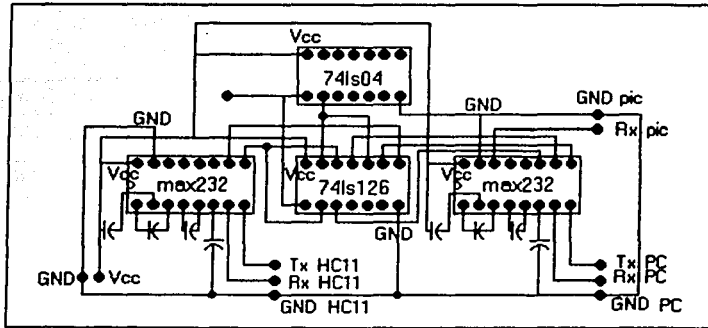 Vcc
74ls04
GND
GND
GND pic
Rx pic
Vcc
max232
Vcc
74ls126
Vcc
max232
GND
Tx HC11
Rx HC11
GND HC11
GND
Vcc
Tx PC
Rx PC
GND PC